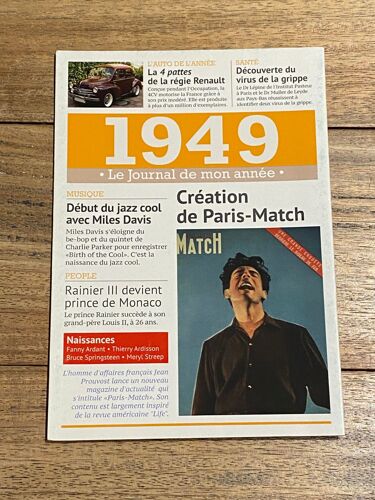 L'AUTO DE L'ANNÉE
La 4 pattes
de la régie Renault
Conçue pendant l'Occupation, la
4CV motorise la France grâce à
son prix modéré. Elle est produite
à plus d'un million d'exemplaires.
SANTÉ
Découverte du
virus de la grippe
Le Dr Lépine de l'Institut Pasteur
à Paris et le Dr Muller de Leyde
aux Pays-Bas réussissent à
identifier deux virus de la grippe.
1949
• Le Journal de mon année •
MUSIQUE
Début du jazz cool
avec Miles Davis
Miles Davis s'éloigne du
be-bop et du quintet de
Charlie Parker pour enregistrer
«Birth of the Cool». C'est la
naissance du jazz cool.
PEOPLE
Rainier III devient
prince de Monaco
Le prince Rainier succède à son
grand-père Louis II, à 26 ans.
Naissances
Fanny Ardant • Thierry Ardisson
Bruce Springsteen • Meryl Streep
L'homme d'affaires français Jean
Prouvost lance un nouveau
magazine d'actualité qui
s'intitule «Paris-Match». Son
contenu est largement inspiré
de la revue américaine "Life".
Création
de Paris-Match
MATCH
UNE GRANDE ENQUÊTE